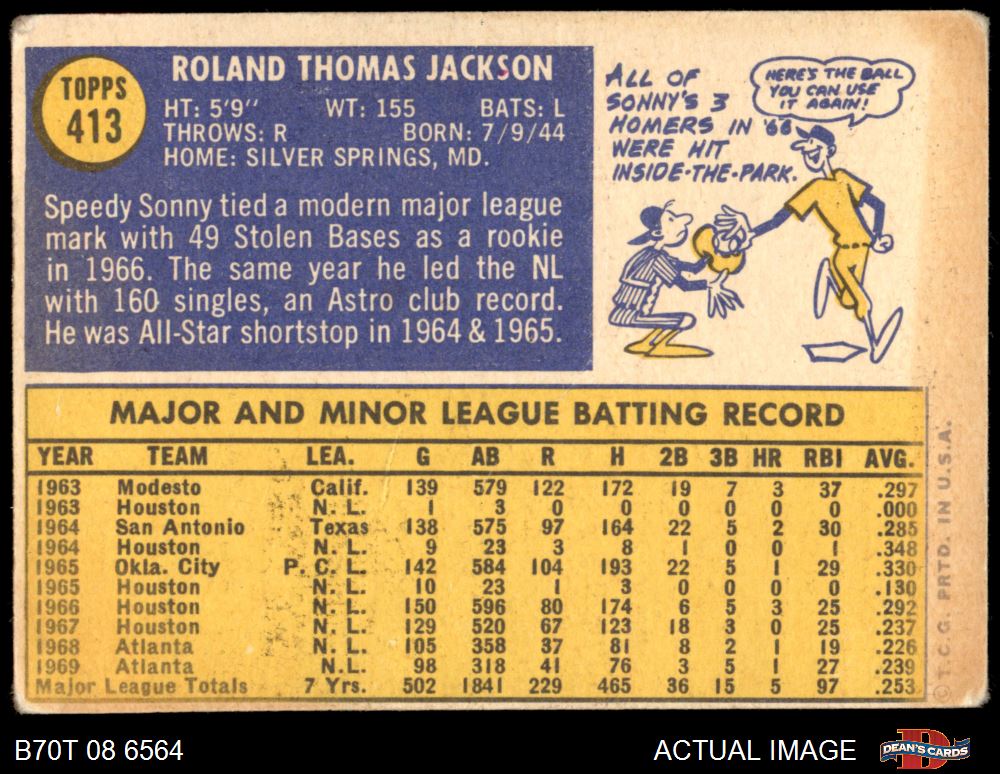 TOPPS
413
ROLAND THOMAS JACKSON
HT: 5'9" WT: 155 BATS: L
THROWS: R BORN: 7/9/44
HOME: SILVER SPRINGS, MD.
Speedy Sonny tied a modern major league
mark with 49 Stolen Bases as a rookie
in 1966. The same year he led the NL
with 160 singles, an Astro club record.
He was All-Star shortstop in 1964 & 1965.
ALL OF
SONNY'S 3
HOMERS IN '66
WERE HIT
INSIDE-THE-PARK.
HERE'S THE BALL
YOU CAN USE
IT AGAIN!
MAJOR AND MINOR LEAGUE BATTING RECORD
YEAR TEAM LEA. G AB R H 2B 3B HR RBI AVG.
1963 Modesto Calif. 139 579 122 172 19 7 3 37 .297
1963 Houston N. L. 1 3 0 0 0 0 0 0 .000
1964 San Antonio Texas 138 575 97 164 22 5 2 30 .285
1964 Houston N. L. 9 23 3 8 1 0 0 1 .348
1965 Okla. City P. C. L. 142 584 104 193 22 5 1 29 .330
1965 Houston N. L. 10 23 1 3 0 0 0 0 .130
1966 Houston N. L. 150 596 80 174 6 5 3 25 .292
1967 Houston N. L. 129 520 67 123 18 3 0 25 .237
1968 Atlanta N. L. 105 358 37 81 8 2 1 19 .226
1969 Atlanta N.L. 98 318 41 76 3 5 1 27 .239
Major League Totals 7 Yrs. 502 1841 229 465 36 15 5 97 .253
© T.C.G. PRTD. IN U.S.A.
B70T 08 6564
ACTUAL IMAGE
DEAN'S CARDS